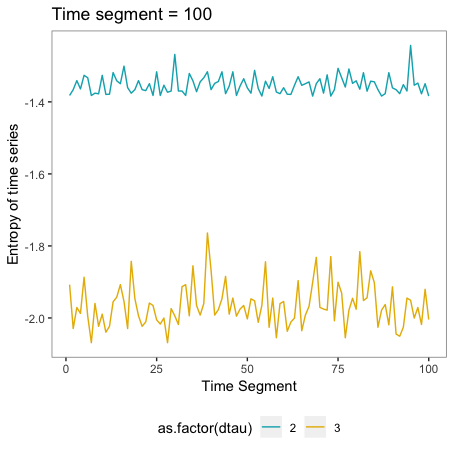 Time segment = 100
Entropy of time series
-1.4
-1.6
-1.8
-2.0
0 25 50 75 100
Time Segment
as.factor(dtau) 2 3